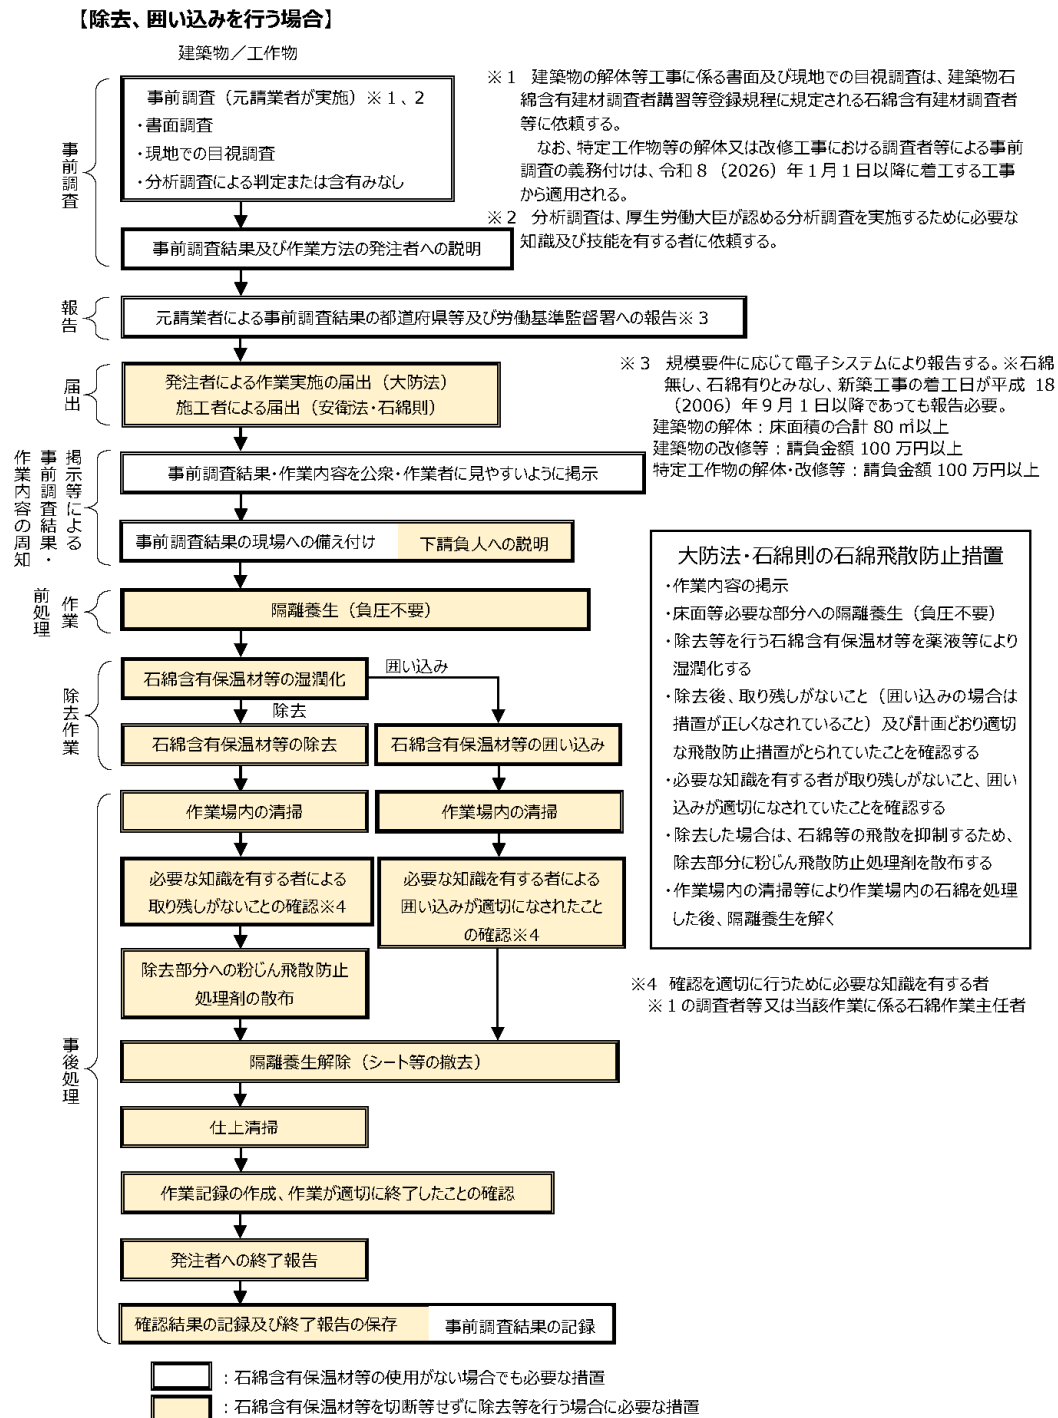 【除去、囲い込みを行う場合】
建築物／工作物
事前調査
事前調査（元請業者が実施）※１、２
・書面調査
・現地での目視調査
・分析調査による判定または含有みなし
事前調査結果及び作業方法の発注者への説明
※１　建築物の解体等工事に係る書面及び現地での目視調査は、建築物石
綿含有建材調査者講習等登録規程に規定される石綿含有建材調査者
等に依頼する。
なお、特定工作物等の解体又は改修工事における調査者等による事前
調査の義務付けは、令和８（2026）年１月１日以降に着工する工事
から適用される。
※２　分析調査は、厚生労働大臣が認める分析調査を実施するために必要な
知識及び技能を有する者に依頼する。
報告
元請業者による事前調査結果の都道府県等及び労働基準監督署への報告※３
届出
発注者による作業実施の届出（大防法）
施工者による届出（安衛法・石綿則）
※３　規模要件に応じて電子システムにより報告する。※石綿
無し、石綿有りとみなし、新築工事の着工日が平成 18
（2006）年９月１日以降であっても報告必要。
建築物の解体：床面積の合計 80 ㎡以上
建築物の改修等：請負金額 100 万円以上
特定工作物の解体・改修等：請負金額 100 万円以上
掲示等による
事前調査結果・
作業内容の周知
事前調査結果・作業内容を公衆・作業者に見やすいように掲示
事前調査結果の現場への備え付け
下請負人への説明
作業
前処理
隔離養生（負圧不要）
除去作業
石綿含有保温材等の湿潤化
囲い込み
除去
石綿含有保温材等の除去
石綿含有保温材等の囲い込み
大防法・石綿則の石綿飛散防止措置
・作業内容の掲示
・床面等必要な部分への隔離養生（負圧不要）
・除去等を行う石綿含有保温材等を薬液等により
湿潤化する
・除去後、取り残しがないこと（囲い込みの場合は
措置が正しくなされていること）及び計画どおり適切
な飛散防止措置がとられていたことを確認する
・必要な知識を有する者が取り残しがないこと、囲い
込みが適切になされていたことを確認する
・除去した場合は、石綿等の飛散を抑制するため、
除去部分に粉じん飛散防止処理剤を散布する
・作業場内の清掃等により作業場内の石綿を処理
した後、隔離養生を解く
事後処理
作業場内の清掃
作業場内の清掃
必要な知識を有する者による
取り残しがないことの確認※４
必要な知識を有する者による
囲い込みが適切になされたこと
の確認※４
除去部分への粉じん飛散防止
処理剤の散布
※４　確認を適切に行うために必要な知識を有する者
※１の調査者等又は当該作業に係る石綿作業主任者
隔離養生解除（シート等の撤去）
仕上清掃
作業記録の作成、作業が適切に終了したことの確認
発注者への終了報告
確認結果の記録及び終了報告の保存
事前調査結果の記録
：石綿含有保温材等の使用がない場合でも必要な措置
：石綿含有保温材等を切断等せずに除去等を行う場合に必要な措置